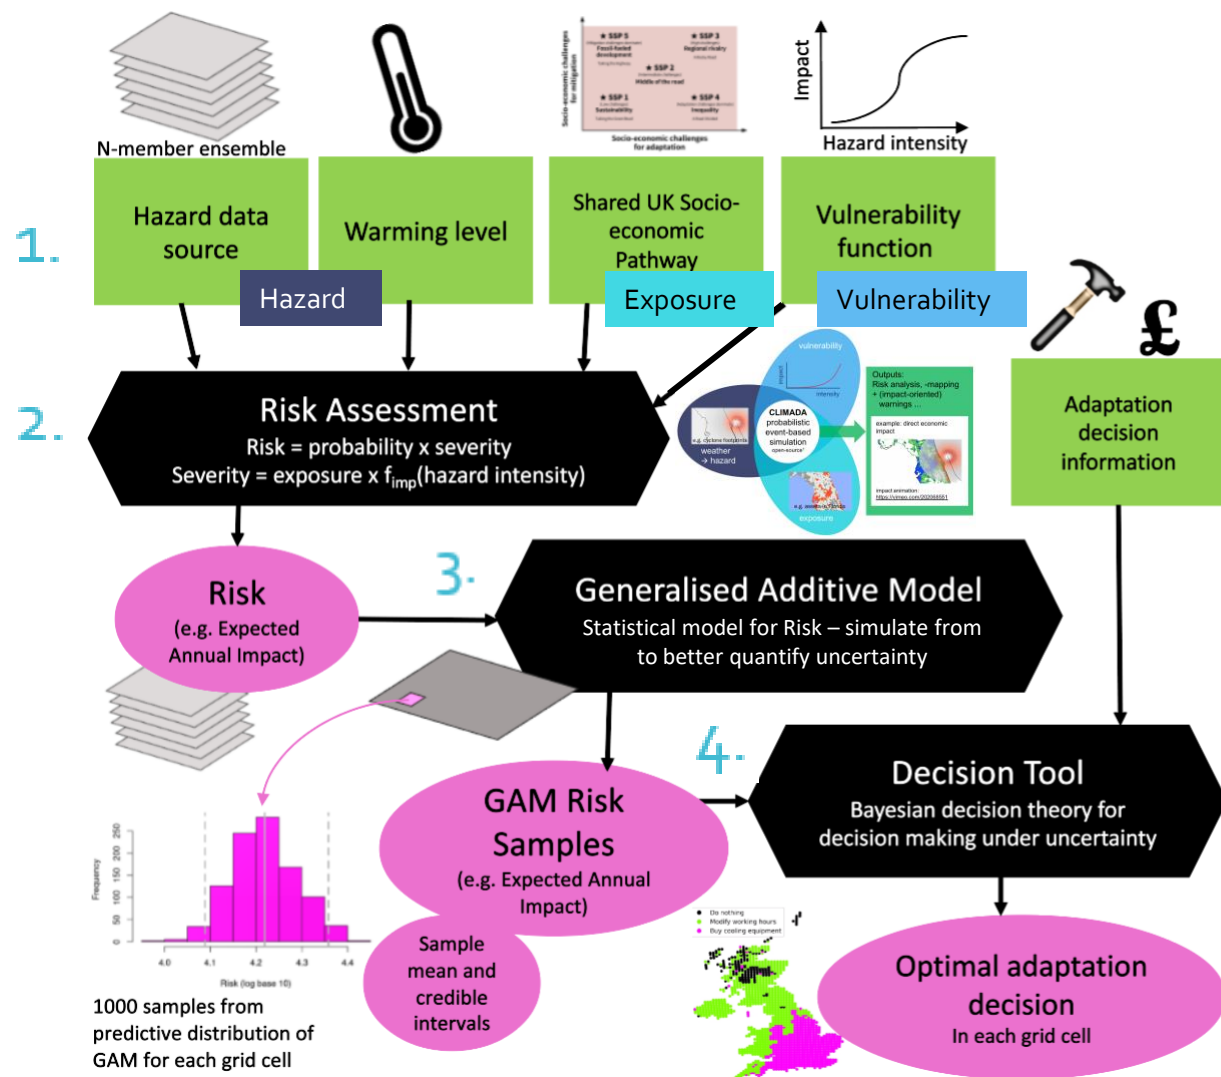 N-member ensemble
Socio-economic challenges
for mitigation
★ SSP 5
Fossil-fueled
development
★ SSP 3
Regional rivalry
★ SSP 2
Middle of the road
★ SSP 1
Sustainability
★ SSP 4
Inequality
Socio-economic challenges
for adaptation
Impact
Hazard intensity
1.
Hazard data
source
Warming level
Shared UK Socio-
economic
Pathway
Vulnerability
function
Hazard
Exposure
Vulnerability
2.
Risk Assessment
Risk = probability x severity
Severity = exposure x fimp(hazard intensity)
vulnerability
Impact
intensity
CLIMADA
probabilistic
event-based
simulation
open-source
e.g. cyclone footprints
weather
→ hazard
exposure
Outputs:
Risk analysis, -mapping
+ (impact-oriented)
warnings ...
example: direct economic
impact
impact animation:
£
Adaptation
decision
information
Risk
(e.g. Expected
Annual Impact)
3.
Generalised Additive Model
Statistical model for Risk – simulate from
to better quantify uncertainty
4.
GAM Risk
Samples
(e.g. Expected Annual
Impact)
Sample
mean and
credible
intervals
Decision Tool
Bayesian decision theory for
decision making under uncertainty
Frequency
0 50 100 150 200 250
4.0 4.1 4.2 4.3 4.4
Risk (log base 10)
1000 samples from
predictive distribution of
GAM for each grid cell
Do nothing
Modify working hours
Buy cooling equipment
Optimal adaptation
decision
In each grid cell